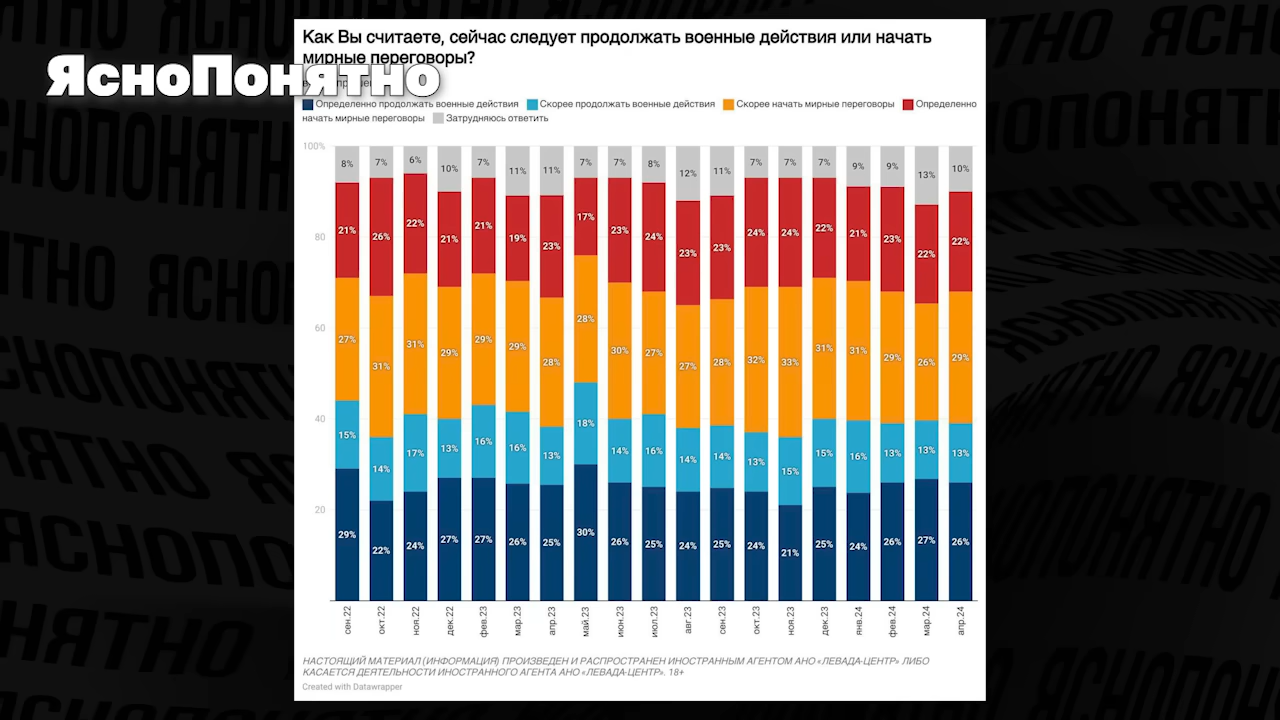 Как Вы считаете, сейчас следует продолжать военные действия или начать
мирные переговоры?
ЯсноПонятно
Определенно продолжать военные действия Скорее продолжать военные действия Скорее начать мирные переговоры Определенно
начать мирные переговоры Затрудняюсь ответить
100%
80
60
40
20
8% 7% 6% 10% 7% 11% 11% 7% 7% 8% 12% 11% 7% 7% 7% 9% 9% 13% 10%
21% 26% 22% 21% 21% 19% 23% 17% 23% 24% 23% 23% 24% 24% 22% 21% 23% 22% 22%
27% 31% 31% 29% 29% 29% 28% 28% 30% 27% 27% 28% 32% 33% 31% 31% 29% 26% 29%
15% 14% 17% 13% 16% 16% 13% 18% 14% 16% 14% 14% 13% 15% 15% 16% 13% 13% 13%
29% 22% 24% 27% 27% 26% 25% 30% 26% 25% 24% 25% 24% 21% 25% 24% 26% 27% 26%
сен.22 окт.22 ноя.22 дек.22 фев.23 мар.23 апр.23 май.23 июн.23 июл.23 авг.23 сен.23 окт.23 ноя.23 дек.23 янв.24 фев.24 мар.24 апр.24
НАСТОЯЩИЙ МАТЕРИАЛ (ИНФОРМАЦИЯ) ПРОИЗВЕДЕН И РАСПРОСТРАНЕН ИНОСТРАННЫМ АГЕНТОМ АНО «ЛЕВАДА-ЦЕНТР» ЛИБО
КАСАЕТСЯ ДЕЯТЕЛЬНОСТИ ИНОСТРАННОГО АГЕНТА АНО «ЛЕВАДА-ЦЕНТР». 18+
Created with Datawrapper